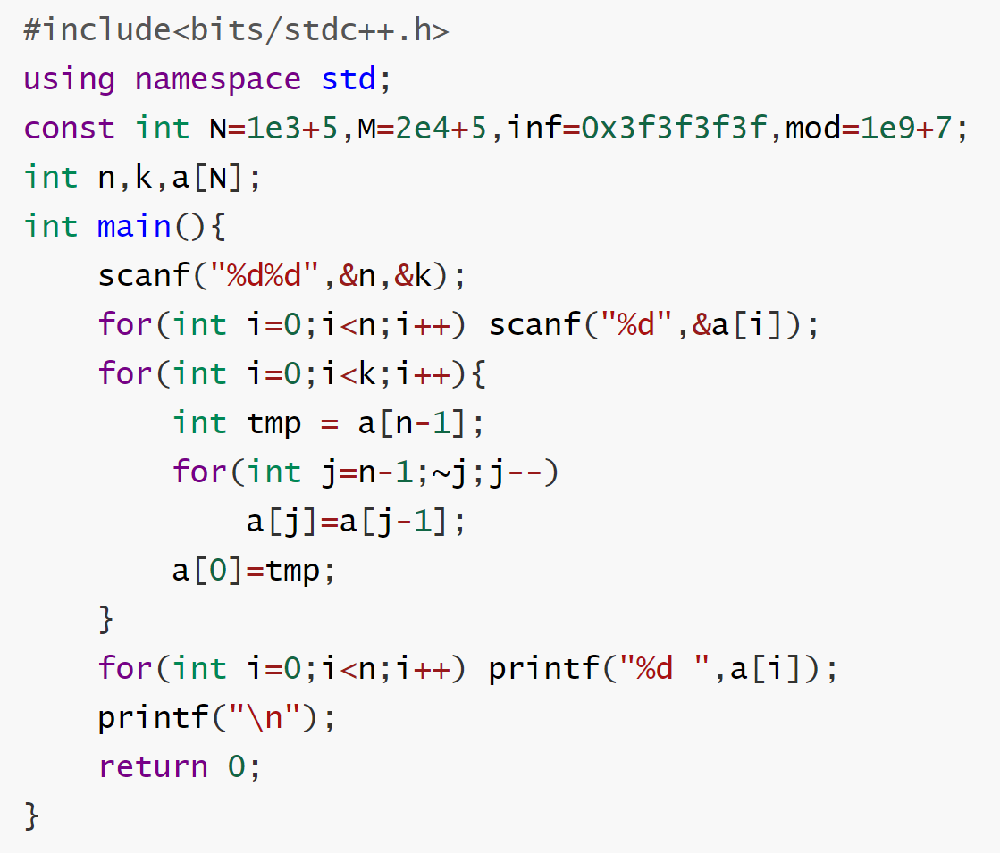 #include<bits/stdc++.h>
using namespace std;
const int N=1e3+5,M=2e4+5,inf=0x3f3f3f3f,mod=1e9+7;
int n,k,a[N];
int main(){
    scanf("%d%d",&n,&k);
    for(int i=0;i<n;i++) scanf("%d",&a[i]);
    for(int i=0;i<k;i++){
        int tmp = a[n-1];
        for(int j=n-1;~j;j--)
            a[j]=a[j-1];
        a[0]=tmp;
    }
    for(int i=0;i<n;i++) printf("%d ",a[i]);
    printf("\n");
    return 0;
}